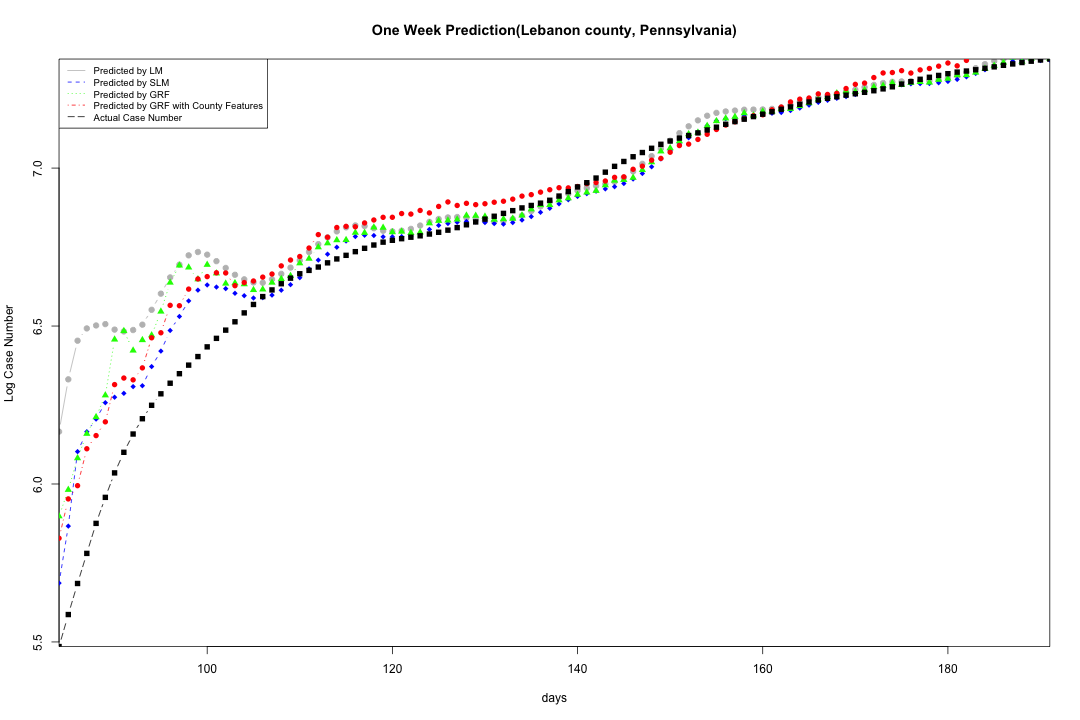 One Week Prediction(Lebanon county, Pennsylvania)
Predicted by LM
Predicted by SLM
Predicted by GRF
Predicted by GRF with County Features
Actual Case Number
Log Case Number
7.0
6.5
6.0
5.5
100 120 140 160 180
days